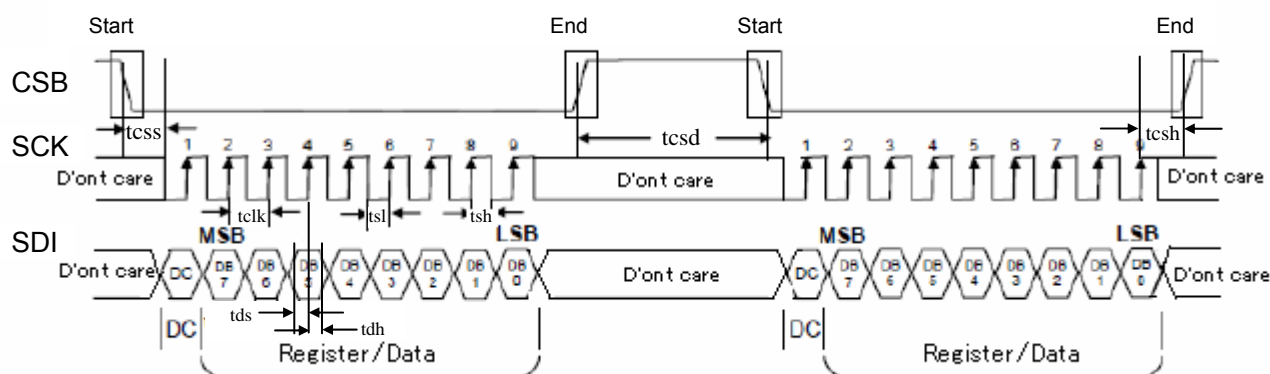 Start End Start End
CSB
tcss tcsd tcsh
SCK 1 2 3 4 5 6 7 8 9 1 2 3 4 5 6 7 8 9
D'ont care D'ont care D'ont care
tclk tsl tsh
MSB LSB MSB LSB
SDI
D'ont care DC DB 7 DB 6 DB 5 DB 4 DB 3 DB 2 DB 1 DB 0 D'ont care DC DB 7 DB 6 DB 5 DB 4 DB 3 DB 2 DB 1 DB 0 D'ont care
tds tdh
DC DC
Register/Data Register/Data